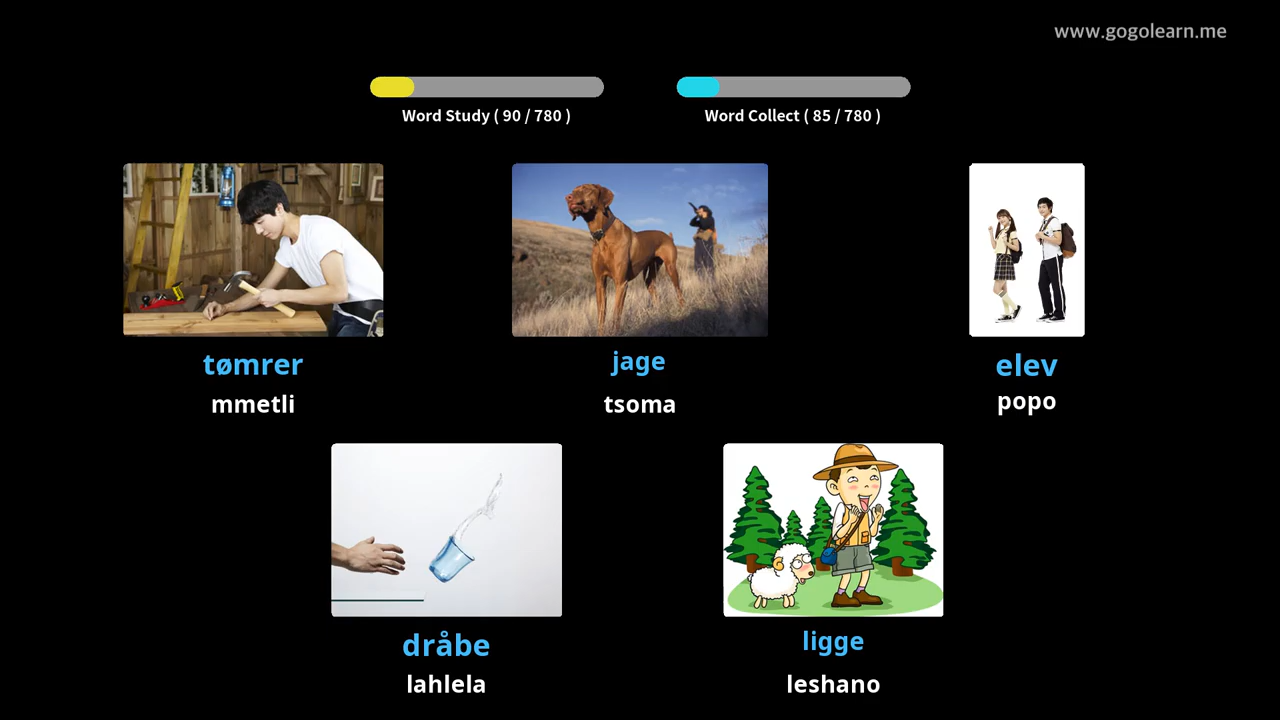 www.gogolearn.me
Word Study ( 90 / 780 )
Word Collect ( 85 / 780 )
tømrer
mmetli
jage
tsoma
elev
popo
dråbe
lahlela
ligge
leshano